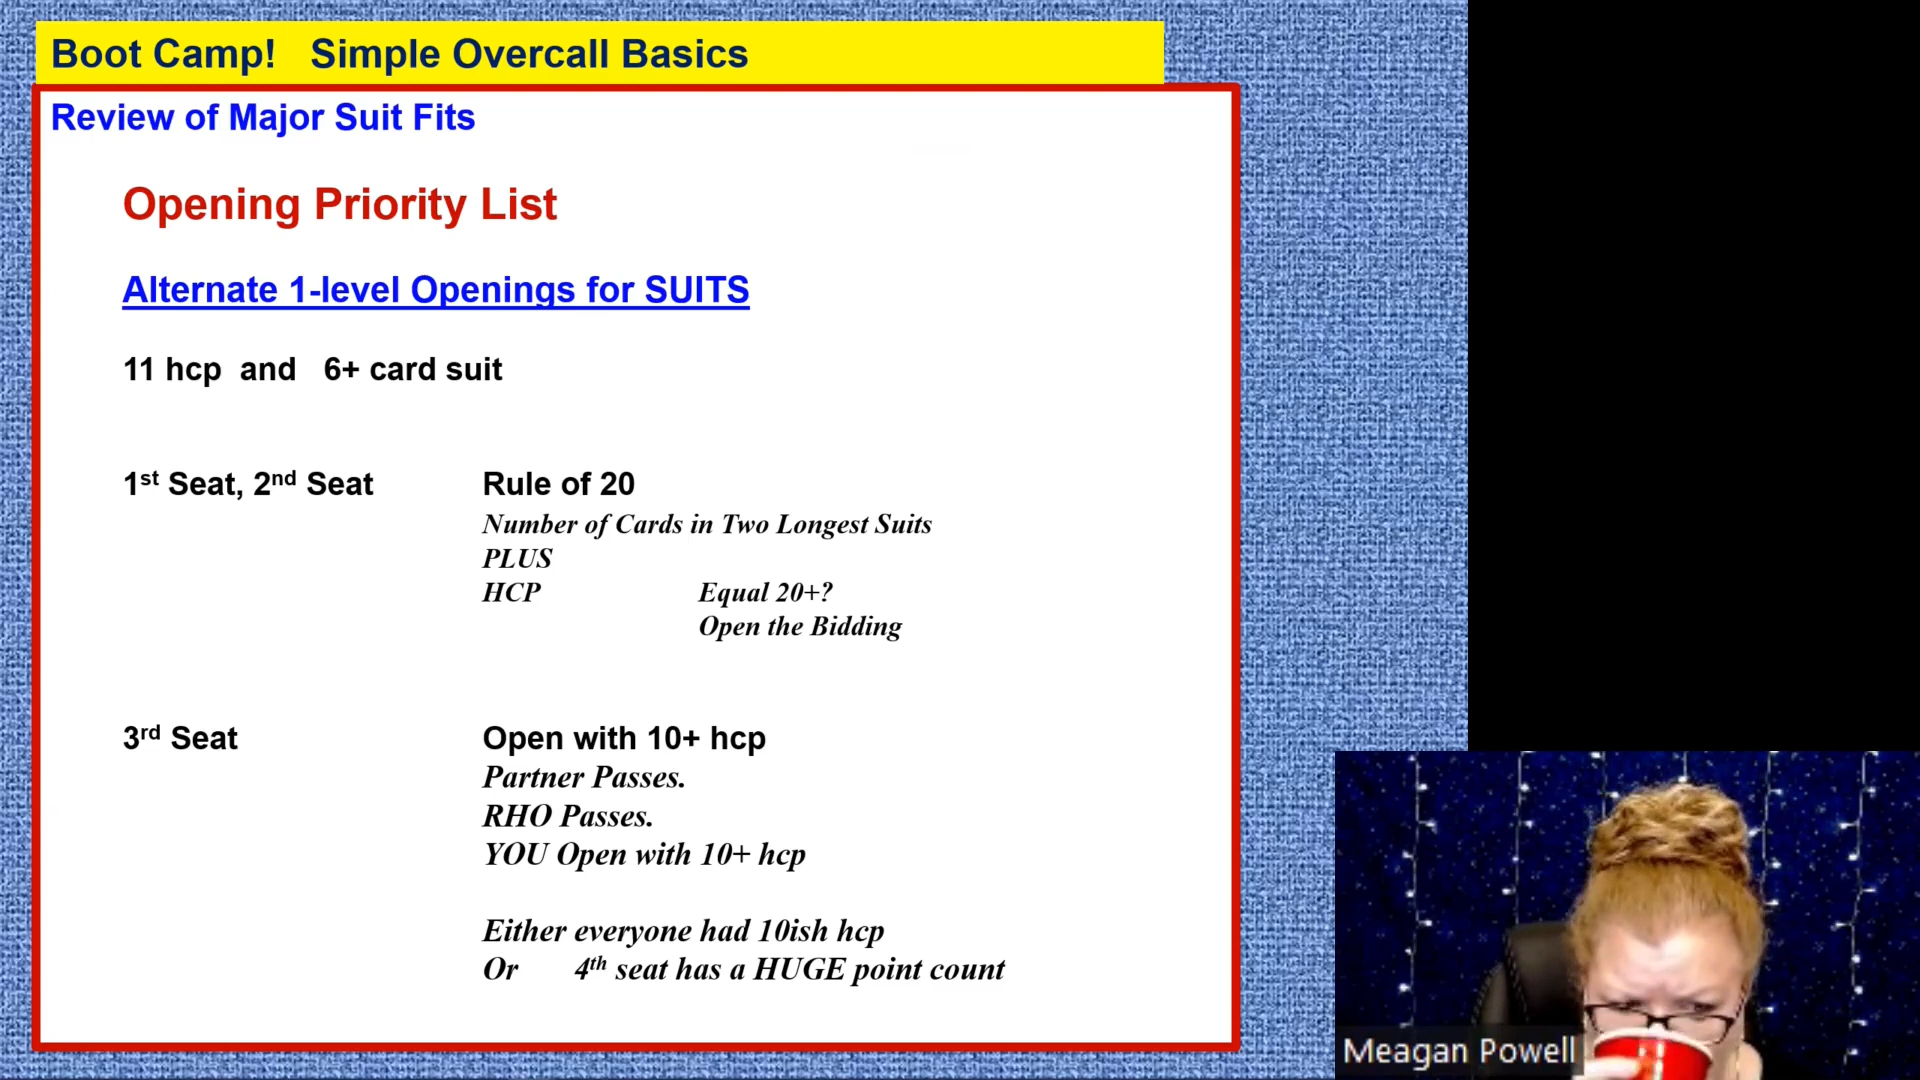 Boot Camp! Simple Overcall Basics
Review of Major Suit Fits
Opening Priority List
Alternate 1-level Openings for SUITS
11 hcp and 6+ card suit
1st Seat, 2nd Seat Rule of 20
Number of Cards in Two Longest Suits
PLUS
HCP Equal 20+?
Open the Bidding
3rd Seat Open with 10+ hcp
Partner Passes.
RHO Passes.
YOU Open with 10+ hcp
Either everyone had 10ish hcp
Or 4th seat has a HUGE point count
Meagan Powell